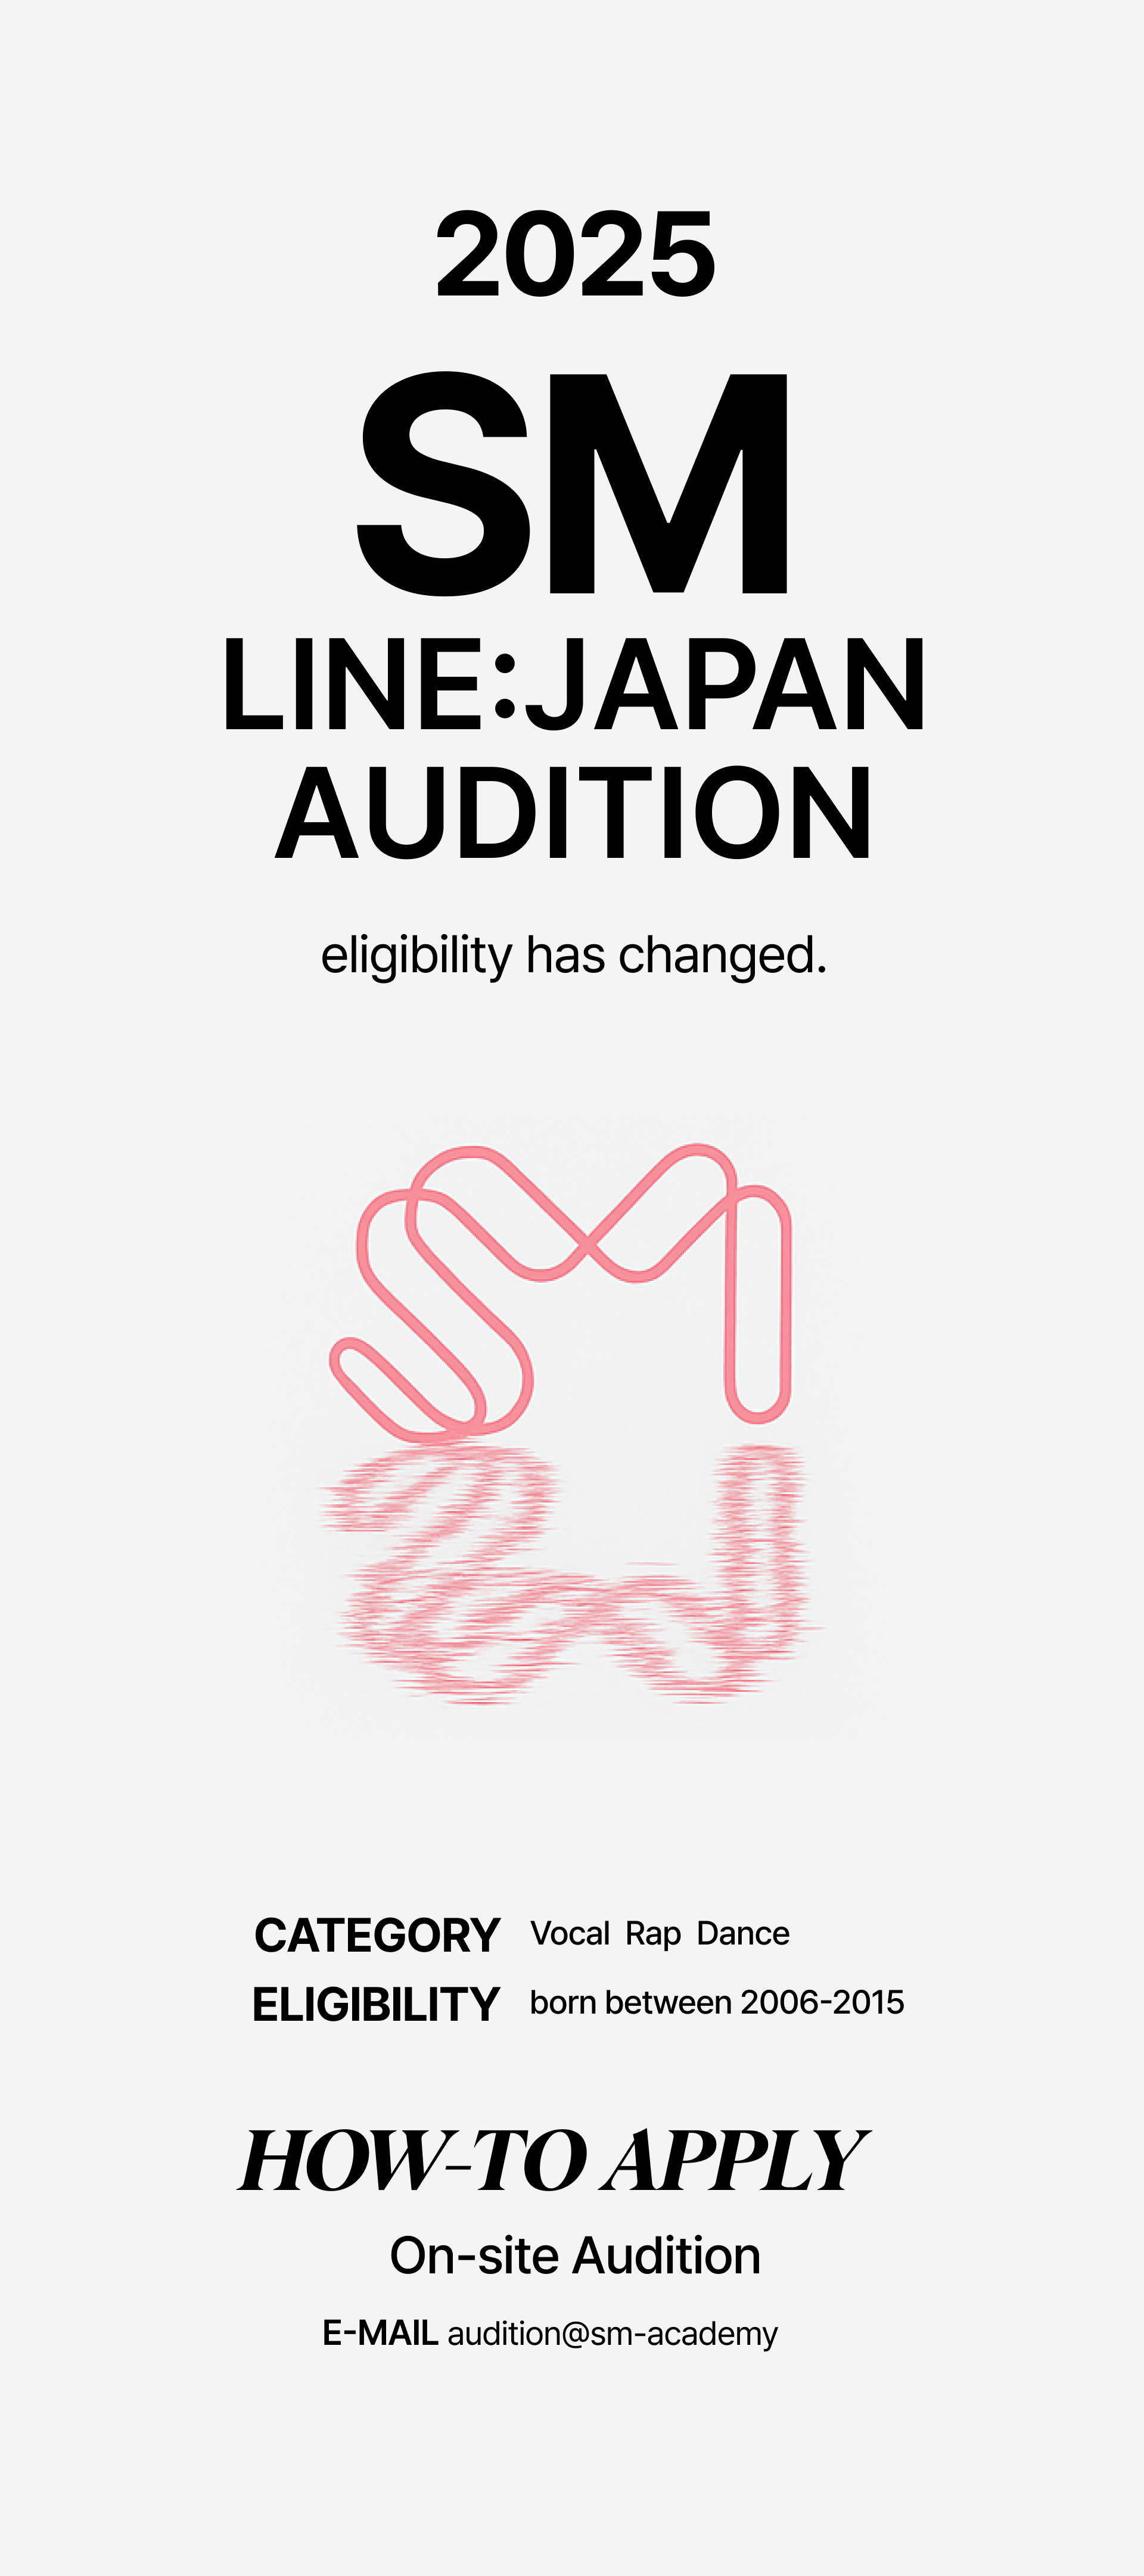 2025
SM
LINE:JAPAN
AUDITION
eligibility has changed.
SM
CATEGORY Vocal Rap Dance
ELIGIBILITY born between 2006-2015
HOW-TO APPLY
On-site Audition
E-MAIL audition@sm-academy